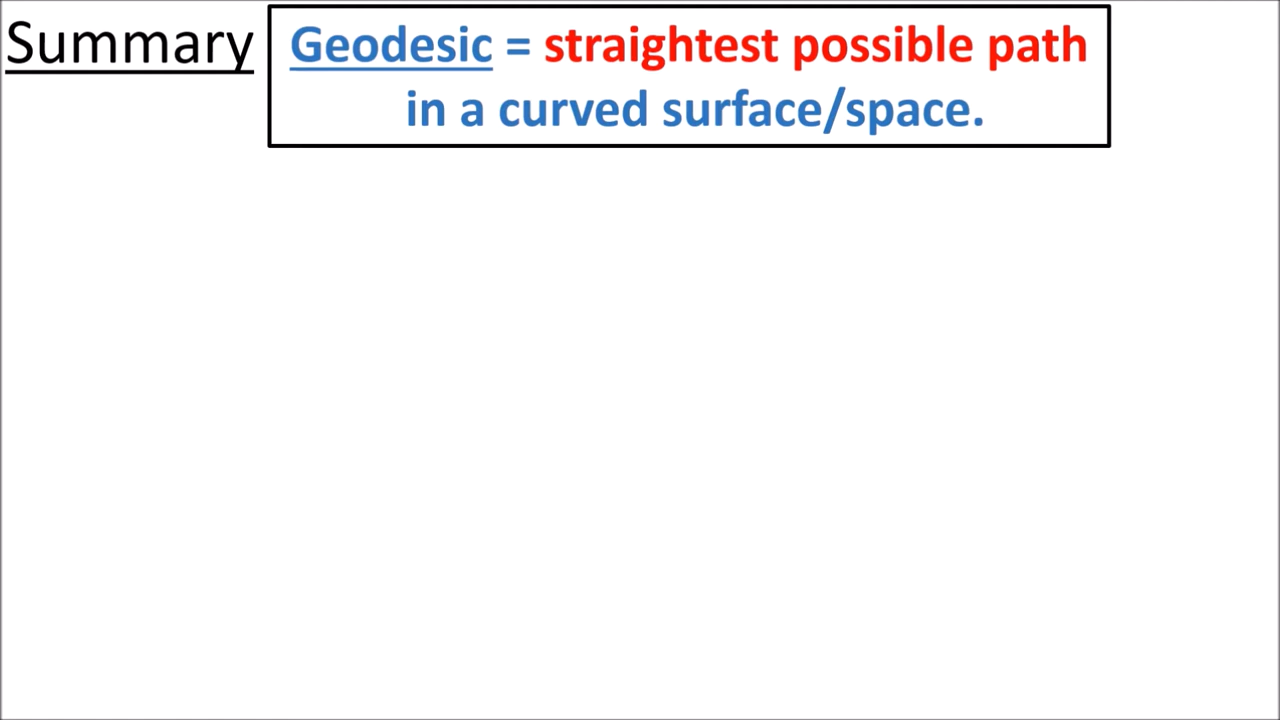 Summary
Geodesic = straightest possible path
in a curved surface/space.